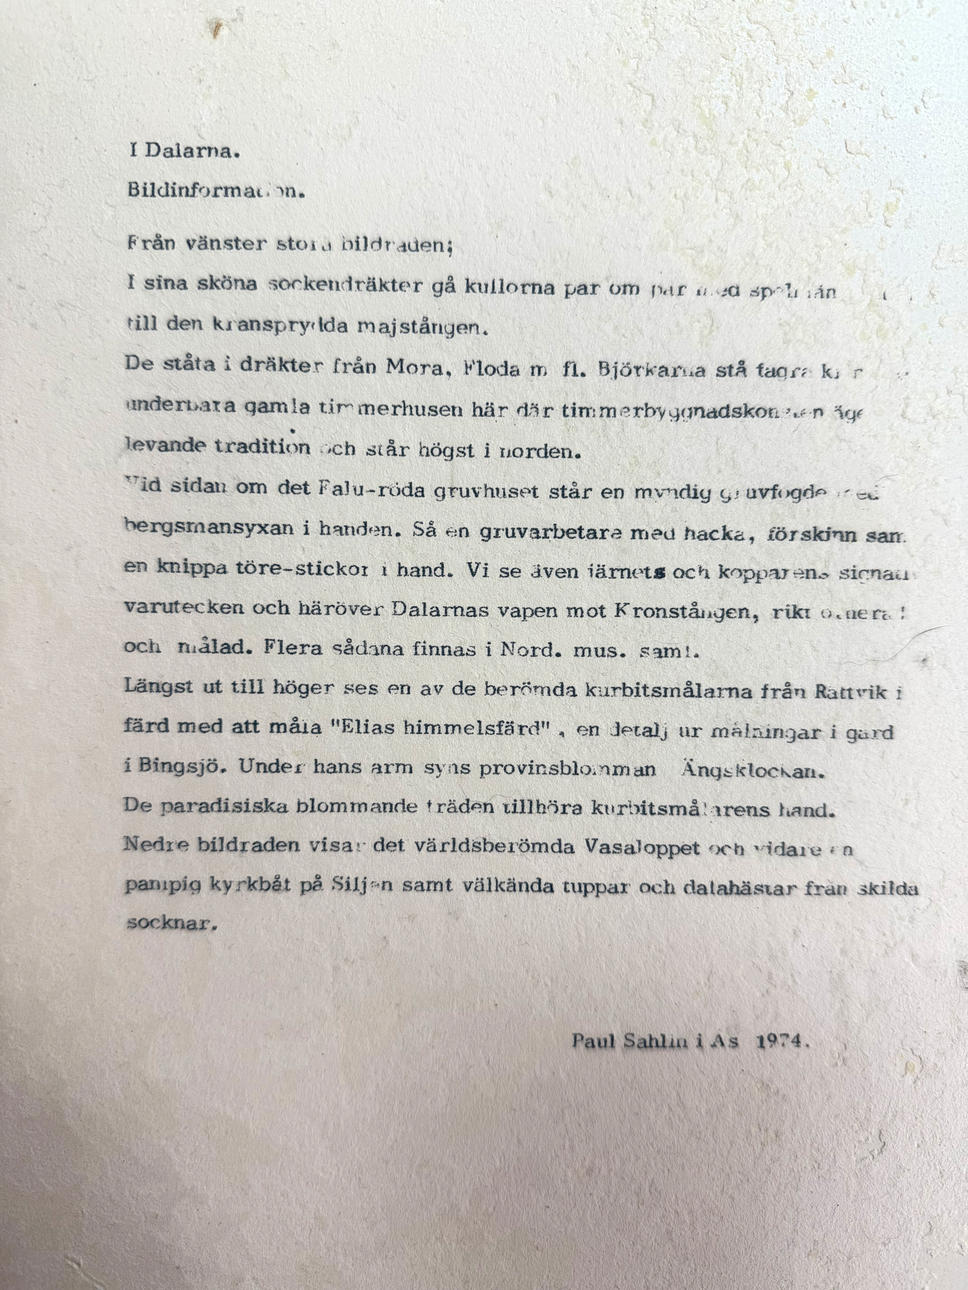 I Dalarna.
Bildinformation.
Från vänster stora bildraden;
I sina sköna sockendräkter gå kullorna par om par med spelmän
till den kransprydda majstången.
De ståta i dräkter från Mora, Floda m fl. Björkarna stå fagra
underbara gamla timmerhusen här där timmerbyggnadskonsten äge
levande tradition och står högst i norden.
Vid sidan om det Falu-röda gruvhuset står en myndig gruvfogde med
bergsmansyxan i handen. Så en gruvarbetare med hacka, förskinn sam
en knippa töre-stickor i hand. Vi se även järnets och kopparens
varutecken och häröver Dalarnas vapen mot Kronstången, rikt
och målad. Flera sådana finnas i Nord. mus. saml.
Längst ut till höger ses en av de berömda kurbitsmålarna från Rättvik i
färd med att måla "Elias himmelsfärd" , en detalj ur målningar i gård
i Bingsjö. Under hans arm syns provinsblomman Ängsklockan.
De paradisiska blommande träden tillhöra kurbitsmålarens hand.
Nedre bildraden visar det världsberömda Vasaloppet och vidare en
pampig kyrkbåt på Siljan samt välkända tuppar och dalahästar från skilda
socknar.
Paul Sahlin i Ås 1974.